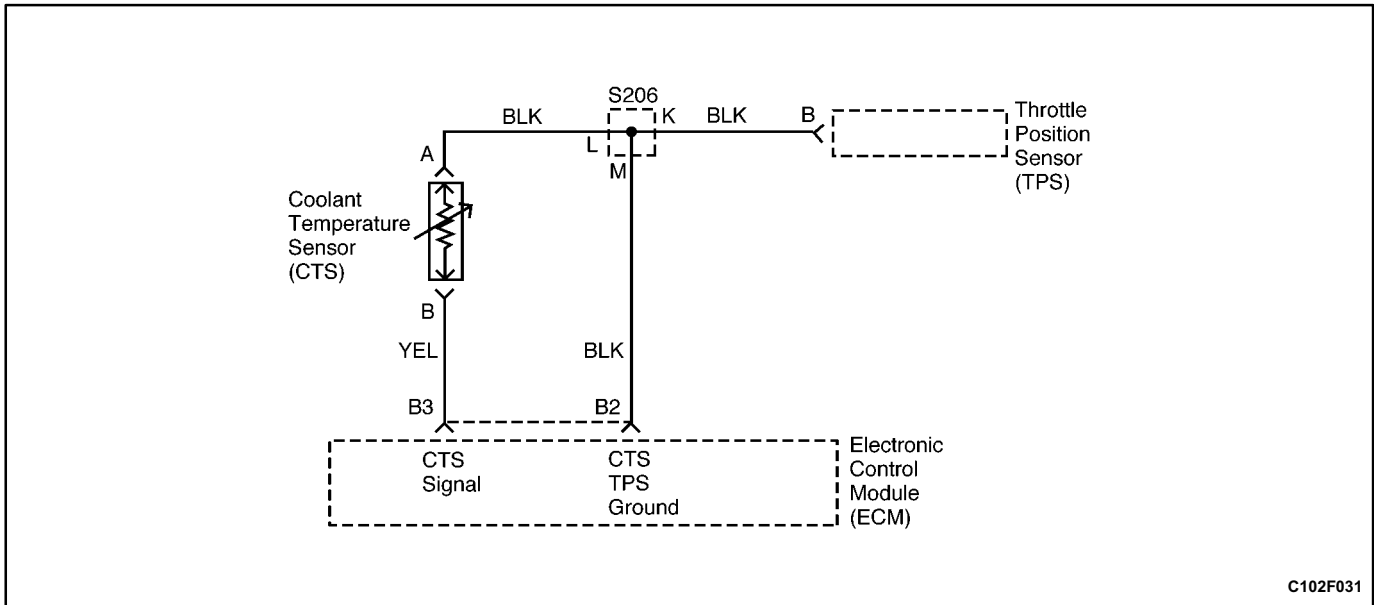 S206
BLK
K
BLK
B
Throttle
Position
Sensor
(TPS)
L
A
M
Coolant
Temperature
Sensor
(CTS)
B
YEL
BLK
B3
B2
CTS
Signal
CTS
TPS
Ground
Electronic
Control
Module
(ECM)
C102F031